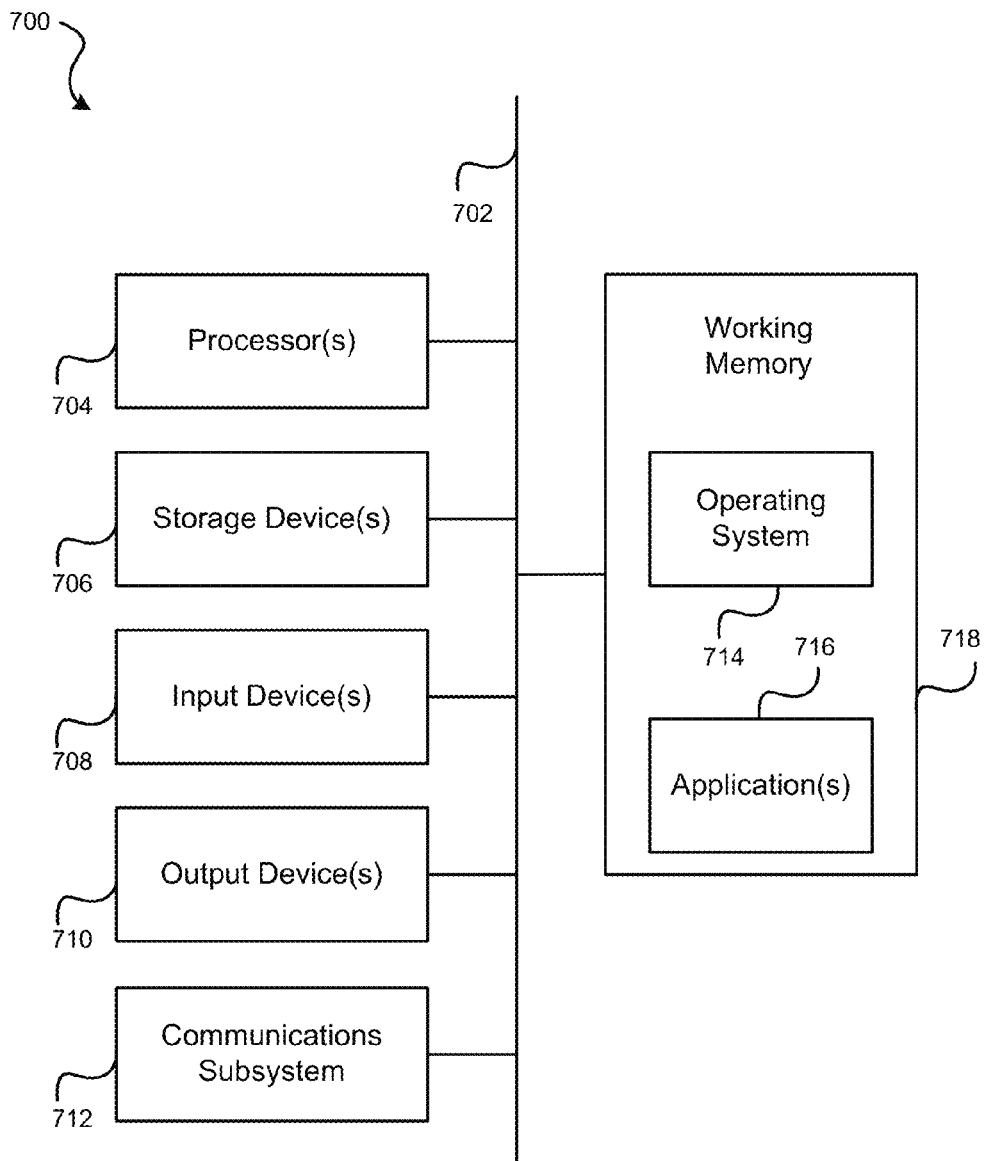 700
702
Processor(s)
704
Storage Device(s)
706
Input Device(s)
708
Output Device(s)
710
Communications
Subsystem
712
Working
Memory
Operating
System
714
716
718
Application(s)